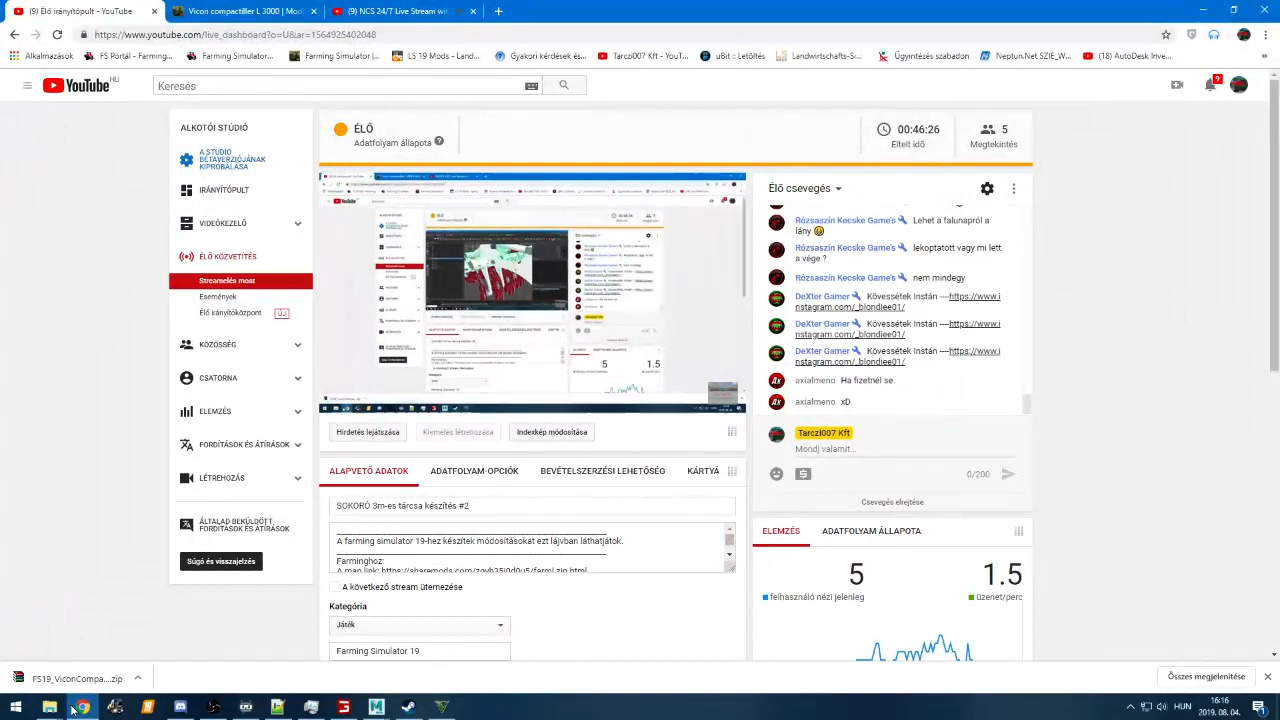 (9) Élő irányítópult - YouTube
Vicon compactiller L 3000 | Mod
(9) NCS 24/7 Live Stream wit
https://www.youtube.com/live_dashboard?o=U&ar=1564925402048
Alkalmazások
FS Portál - Farming...
Farming Simulator...
Farming Simulator...
LS 19 Mods - Land...
Gyakori kérdések és...
Tarczi007 Kft - YouT...
uBit :: Letöltés
Landwirtschafts-Si...
Ügyintézés szabadon
Neptun.Net SZIE_W...
(18) AutoDesk Inve...
YouTube HU
Keresés
9
ALKOTÓI STÚDIÓ
A STUDIO
BÉTAVERZIÓJÁNAK
KIPRÓBÁLÁSA
IRÁNYÍTÓPULT
VIDEÓKEZELŐ
ÉLŐ KÖZVETÍTÉS
Streamelés most
Események
Élő irányítóközpont
ÚJ
KÖZÖSSÉG
CSATORNA
ELEMZÉS
FORDÍTÁSOK ÉS ÁTÍRÁSOK
LÉTREHOZÁS
ÁLTALAD BEKÜLDÖTT
FORDÍTÁSOK ÉS ÁTÍRÁSOK
Súgó és visszajelzés
ÉLŐ
Adatfolyam állapota
00:46:26
Eltelt idő
5
Megtekintés
5
1.5
Hirdetés lejátszása
Kiemelés létrehozása
Indexkép módosítása
ALAPVETŐ ADATOK
ADATFOLYAM-OPCIÓK
BEVÉTELSZERZÉSI LEHETŐSÉG
KÁRTYÁ
SOKORÓ 3m-es tárcsa készítés #2
A farming simulator 19-hez készítek módosításokat ezt lájvban láthatjátok.
Farminghoz:
A következő stream ütemezése
Kategória
Játék
Farming Simulator 19
Élő csevegés
Rózsaszín Kecske Game's Lehet a falunapról a
lány
Rózsaszín Kecske Game's lekoptatott vagy mi lett
a vége?
Rózsaszín Kecske Game's nem mindegy
DeXter Gamer Kövessétek Instán ----https://www.i
nstagram.com/_blondiee01/
DeXter Gamer Kövessétek Instán ----https://www.i
nstagram.com/_blondiee01/
DeXter Gamer Kövessétek Instán ----https://www.i
nstagram.com/_blondiee01/
axialmeno Ha fizetnél se.
axialmeno xD
Tarczi007 Kft
Mondj valamit...
0/200
Csevegés elrejtése
ELEMZÉS
ADATFOLYAM ÁLLAPOTA
5
felhasználó nézi jelenleg
1.5
üzenet/perc
FS19_ViconCompa....zip
Összes megjelenítése
HUN
16:16
2019. 08. 04.
1